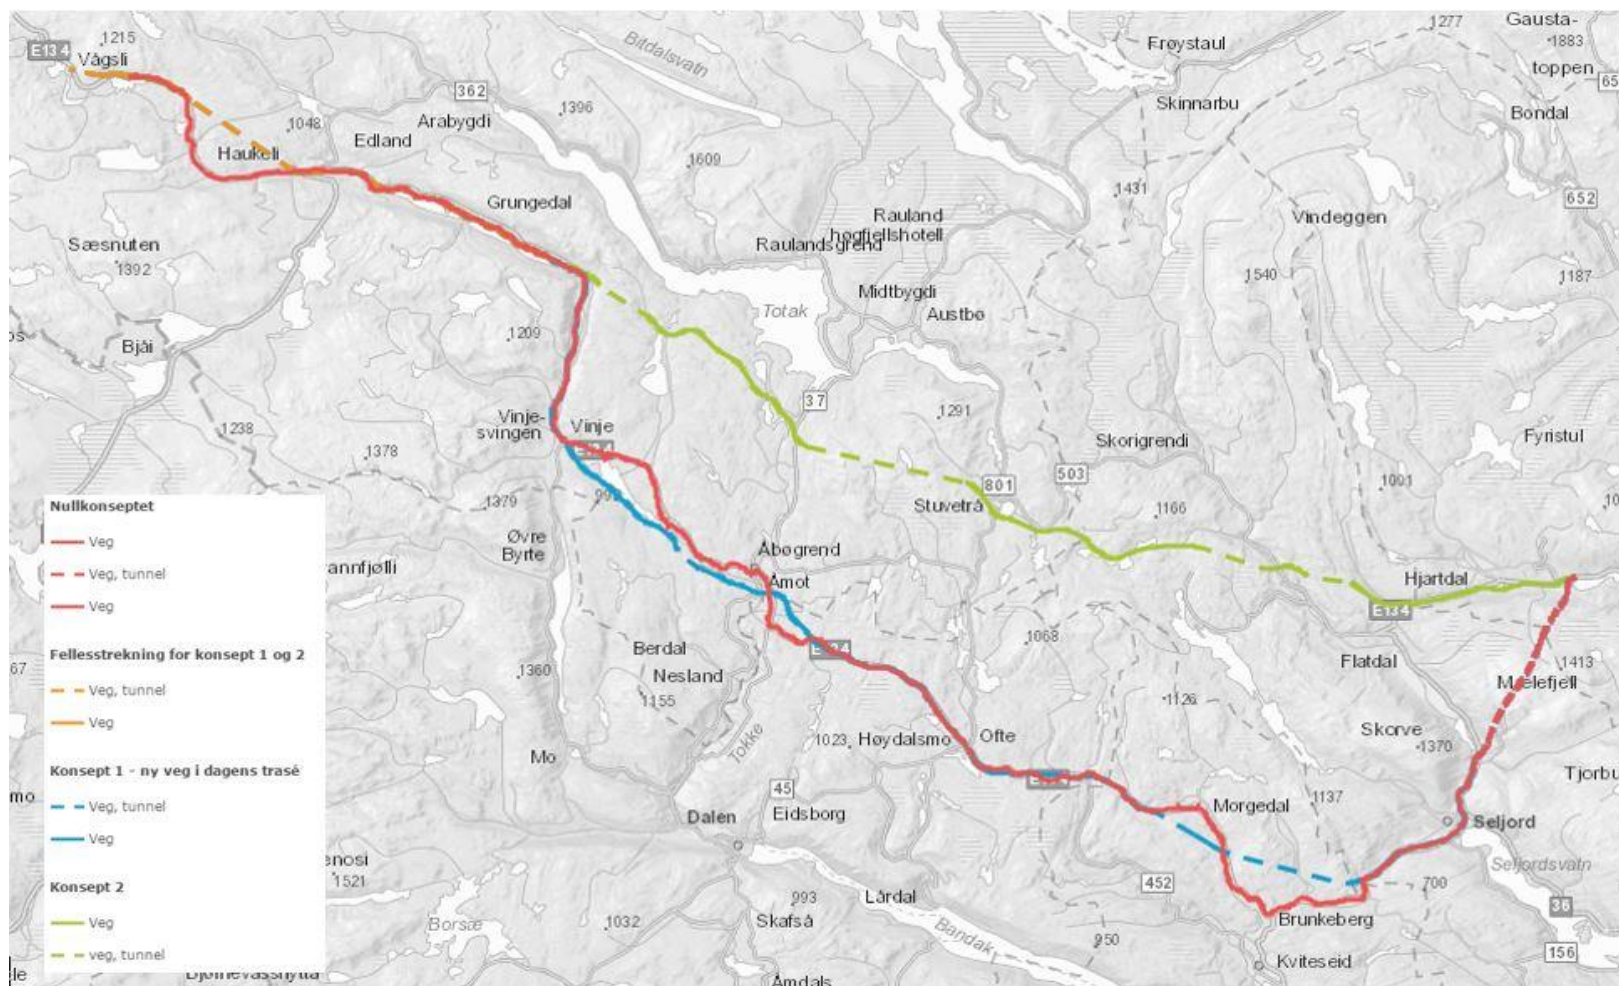 1277
Gausta-
1883
toppen
E134
1215
Vågsli
Bitdalsvatn
Frøystaul
362
1396
Arabygdi
Skinnarbu
Bondal
1048
Edland
Haukeli
1609
1431
652
Grungedal
Rauland
høgfjellshotell
Raulandsgrend
Vindeggen
Sæsnuten
1392
1540
1187
Midtbygdi
Totak
Austbø
1209
Bjåi
37
1291
Vinje-
svingen
Vinje
1238
1378
Skorigrendi
Fyristul
503
801
1091
1379
Stuvetrå
1166
Nullkonseptet
Veg
Veg, tunnel
Veg
Øvre
Byrte
Åbøgrend
Åmot
Hjartdal
E134
Fellesstrekning for konsept 1 og 2
Veg, tunnel
Veg
Berdal
Nesland
1068
1360
1155
Flatdal
1413
Mælefjell
1126
Tokke
1023
Høydalsmo
Ofte
Skorve
1370
Konsept 1 - ny veg i dagens trasé
Veg, tunnel
Veg
Mo
45
Eidsborg
Dalen
Morgedal
1137
Seljord
Seljordsvatn
Konsept 2
Veg
veg, tunnel
1521
993
Lårdal
452
700
Skafså
1032
Borsæ
Bandak
950
Brunkeberg
36
156
Kviteseid
Åmdals